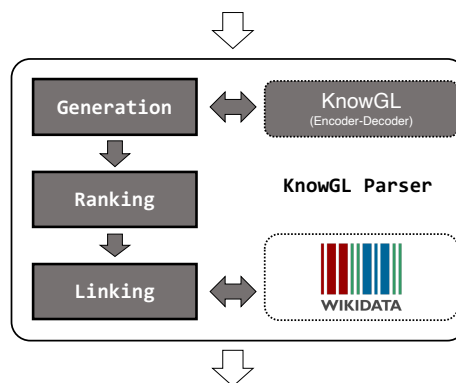 Generation
KnowGL
(Encoder-Decoder)
Ranking
KnowGL Parser
Linking
WIKIDATA